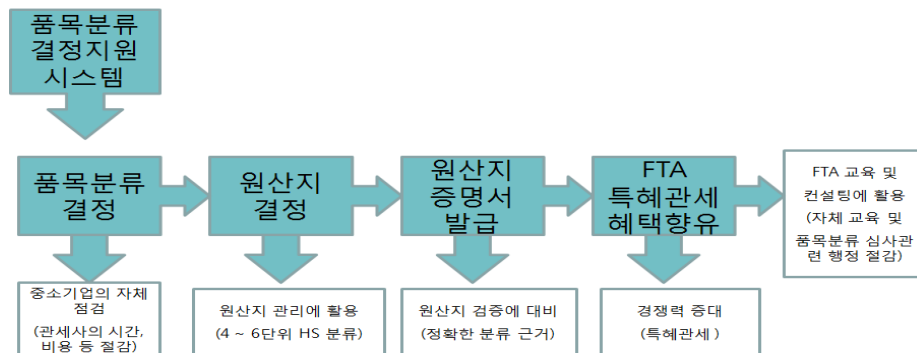 품목분류
결정지원
시스템
품목분류
결정
원산지
결정
원산지
증명서
발급
FTA
특혜관세
혜택향유
FTA 교육 및
컨설팅에 활용
(자체 교육 및
품목분류 심사관
련 행정 절감)
중소기업의 자체
점검
(관세사의 시간,
비용 등 절감)
원산지 관리에 활용
(4 ~ 6단위 HS 분류)
원산지 검증에 대비
(정확한 분류 근거)
경쟁력 증대
(특혜관세 )